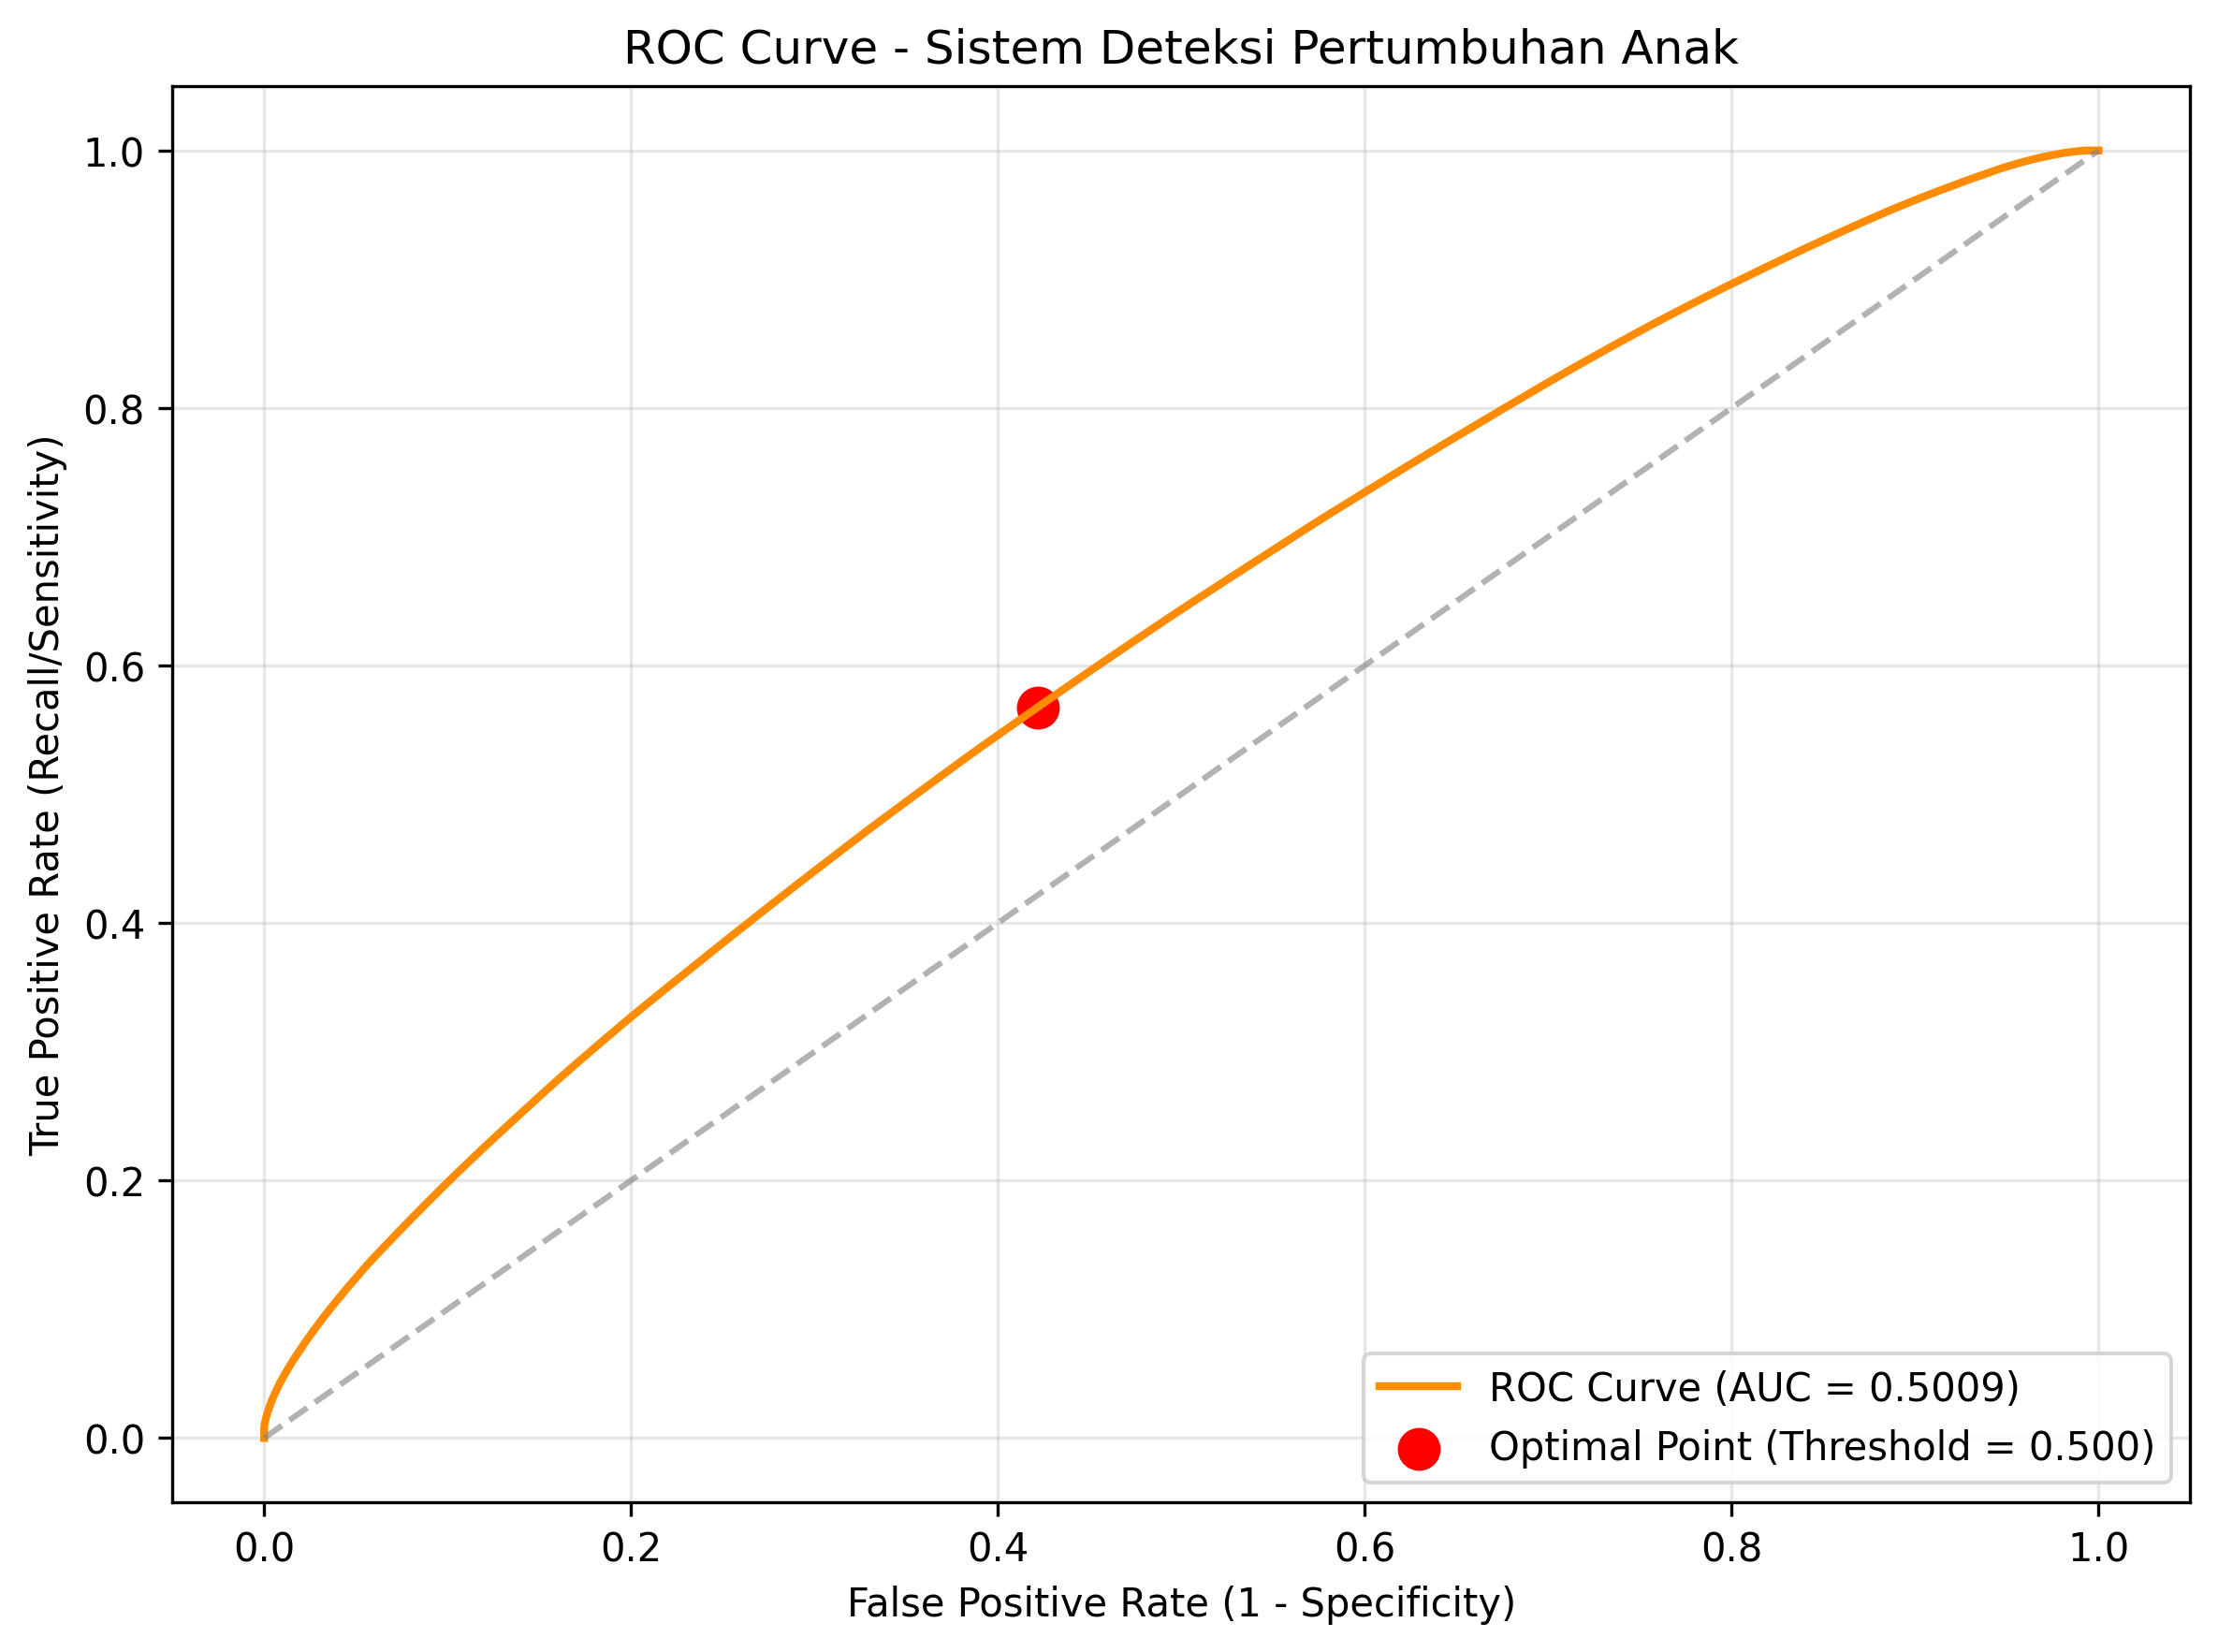 ROC Curve - Sistem Deteksi Pertumbuhan Anak
True Positive Rate (Recall/Sensitivity)
1.0
0.8
0.6
0.4
0.2
0.0
ROC Curve (AUC = 0.5009)
Optimal Point (Threshold = 0.500)
0.0 0.2 0.4 0.6 0.8 1.0
False Positive Rate (1 - Specificity)